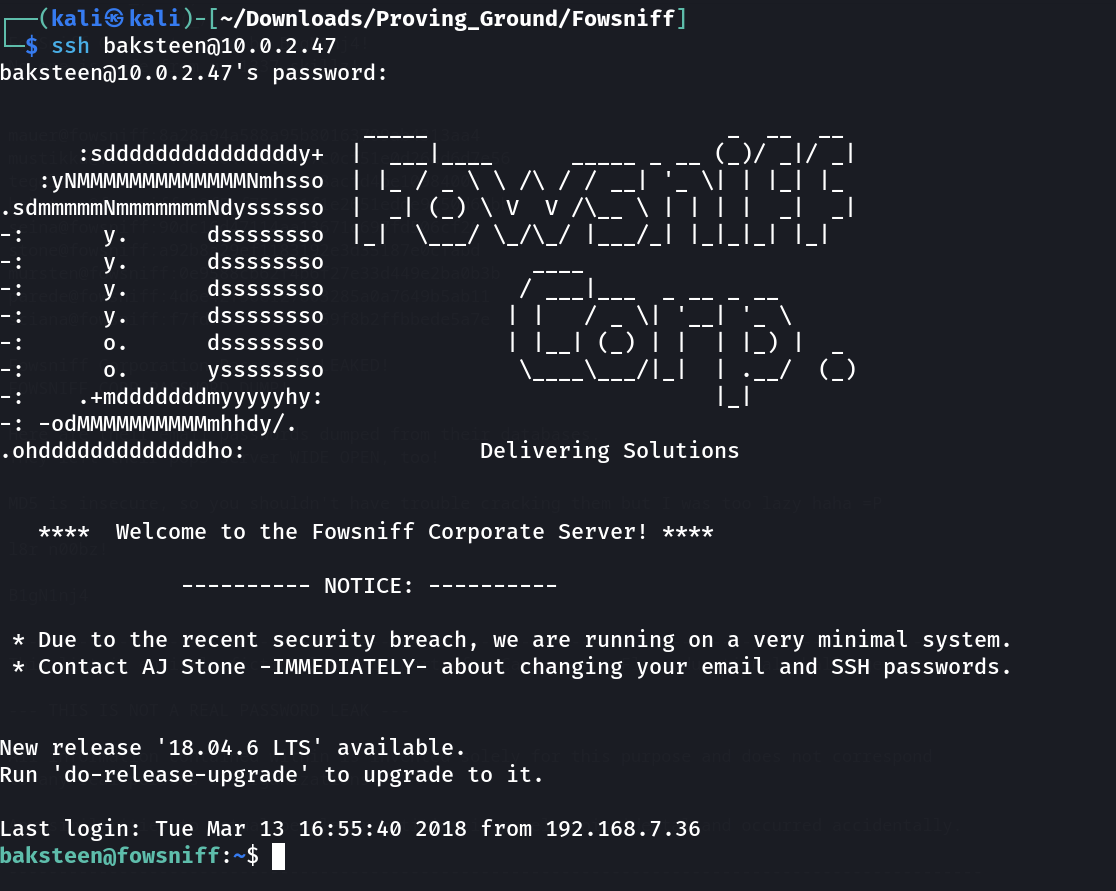 ┌──(kali㉿kali)-[~/Downloads/Proving_Ground/Fowsniff]
└─$ ssh baksteen@10.0.2.47
baksteen@10.0.2.47's password:
                            _____                       _  __  __
      :sdddddddddddddddy+  |  ___|____      _____ _ __ (_)/ _|/ _|
   :yNMMMMMMMMMMMMMNmhsso  | |_ / _ \ \ /\ / / __| '_ \| | |_| |_
.sdmmmmmNmmmmmmmNdyssssso  |  _| (_) \ V  V /\__ \ | | | |  _|  _|
-:      y.      dssssssso  |_|  \___/ \_/\_/ |___/_| |_|_|_| |_|
-:      y.      dssssssso                ____
-:      y.      dssssssso               / ___|___  _ __ _ __
-:      y.      dssssssso              | |   / _ \| '__| '_ \
-:      o.      dssssssso              | |__| (_) | |  | |_) |  _
-:      o.      yssssssso               \____\___/|_|  | .__/  (_)
-:    .+mdddddddmyyyyyhy:                              |_|
-: -odMMMMMMMMMMmhhdy/.
.ohdddddddddddddho:                  Delivering Solutions
   ****  Welcome to the Fowsniff Corporate Server! ****
              ---------- NOTICE: ----------
 * Due to the recent security breach, we are running on a very minimal system.
 * Contact AJ Stone -IMMEDIATELY- about changing your email and SSH passwords.
New release '18.04.6 LTS' available.
Run 'do-release-upgrade' to upgrade to it.
Last login: Tue Mar 13 16:55:40 2018 from 192.168.7.36
baksteen@fowsniff:~$